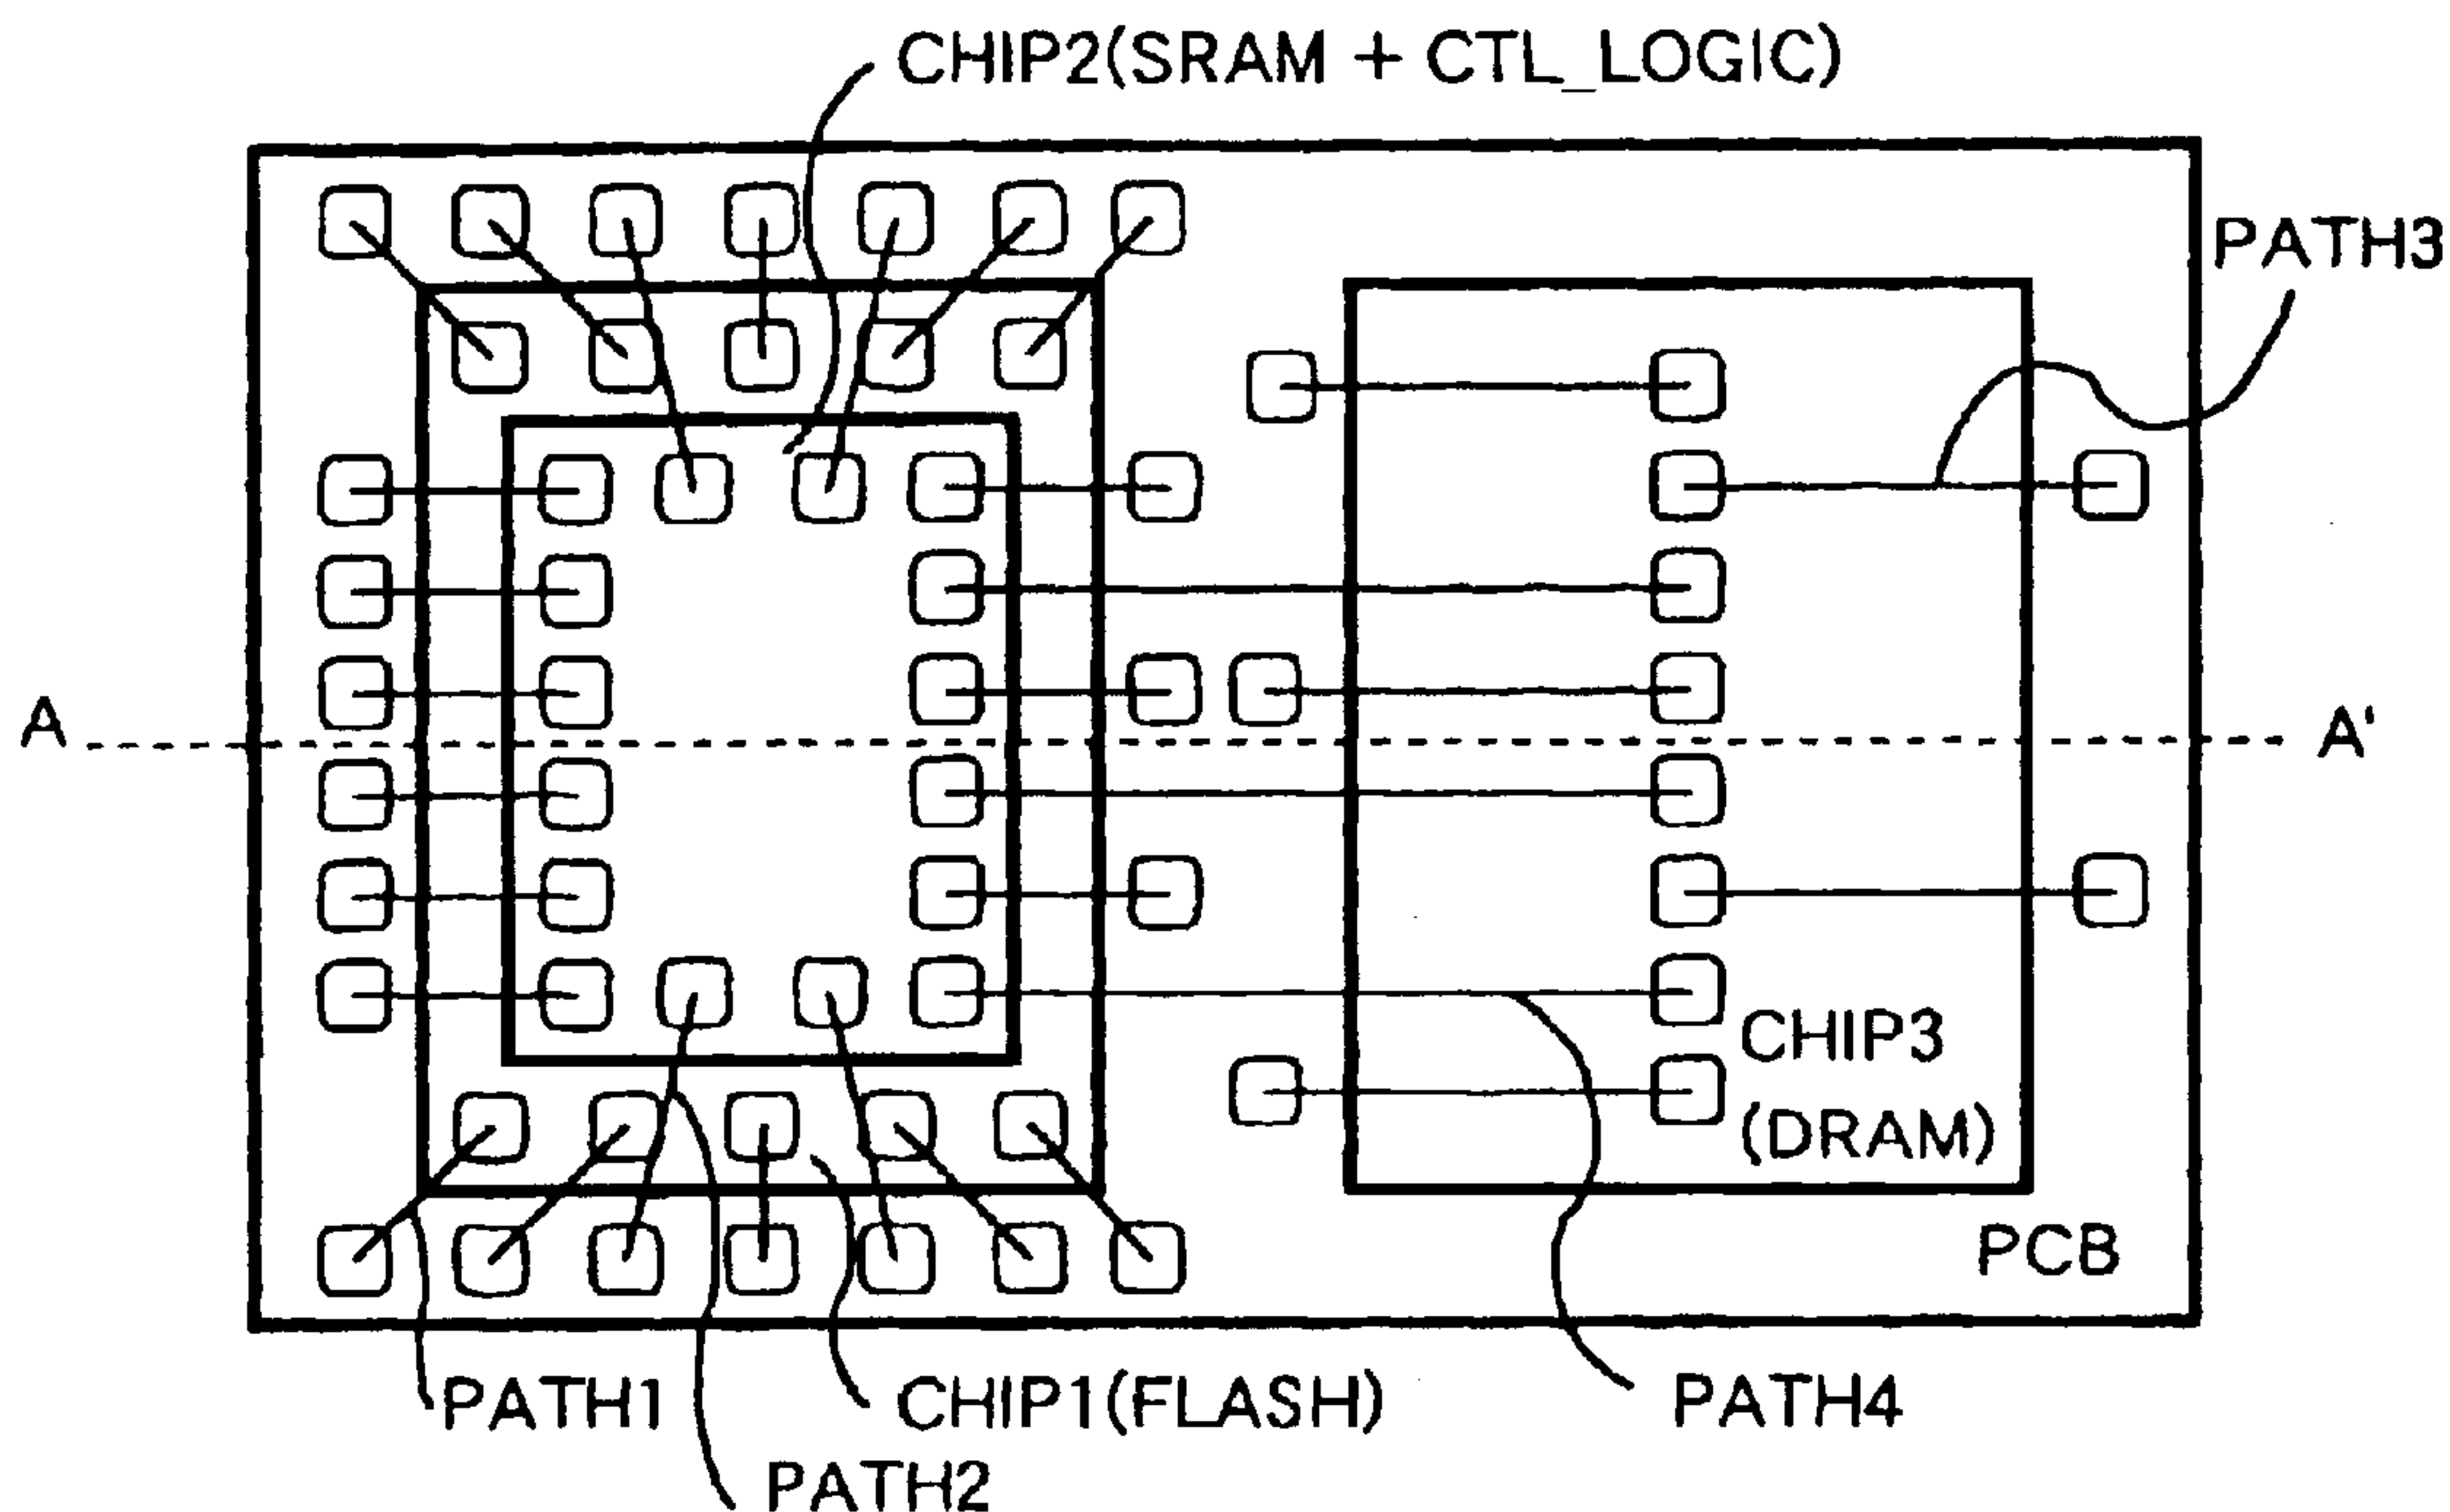 CHIP2(SRAM + CTL_LOGIC)
PATH3
A
A'
CHIP3
(DRAM)
PCB
PATH1
CHIP1(FLASH)
PATH4
PATH2